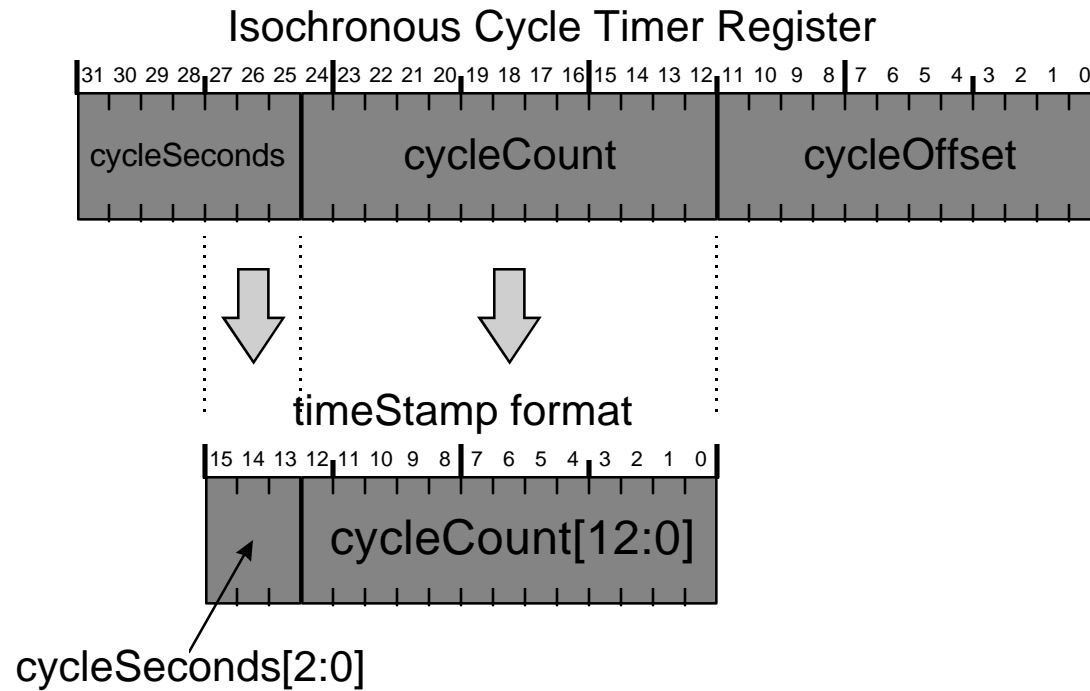 Isochronous Cycle Timer Register
31 30 29 28 27 26 25 24 23 22 21 20 19 18 17 16 15 14 13 12 11 10 9 8 7 6 5 4 3 2 1 0
cycleSeconds cycleCount cycleOffset
timeStamp format
15 14 13 12 11 10 9 8 7 6 5 4 3 2 1 0
cycleCount[12:0]
cycleSeconds[2:0]